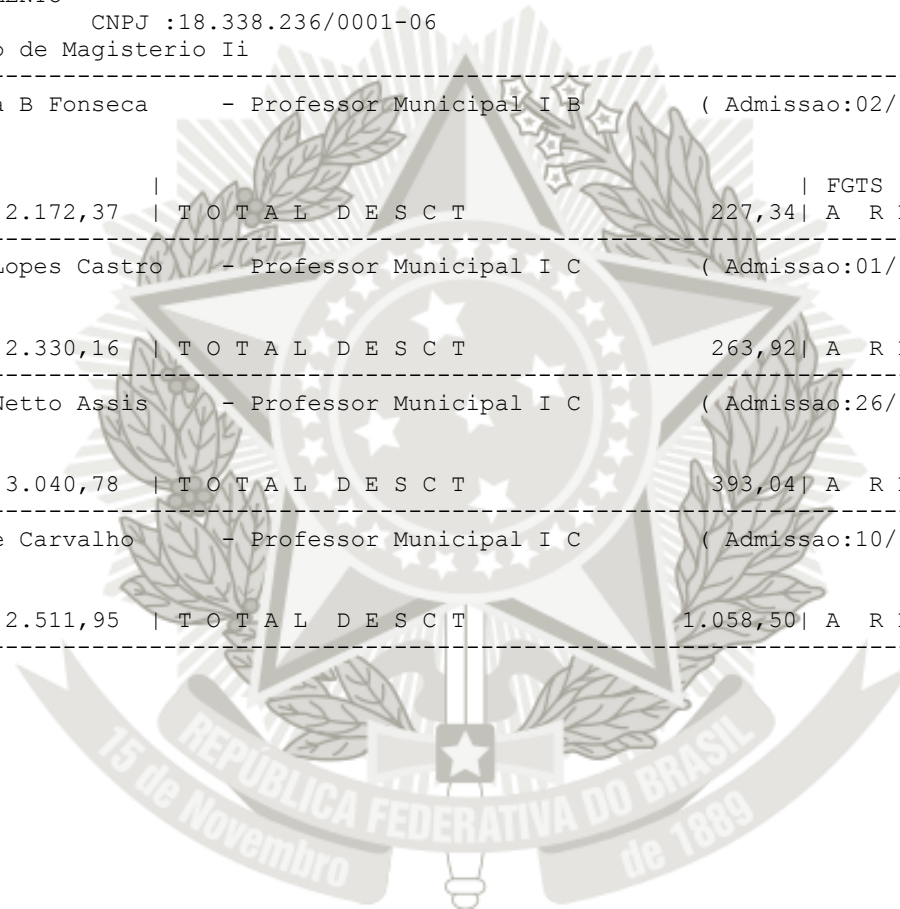 CNPJ :18.338.236/0001-06
de Magisterio Ii
B Fonseca - Professor Municipal I B ( Admissao:02/
| | FGTS
2.172,37 | T O T A L D E S C T 227,34| A R
Lopes Castro - Professor Municipal I C ( Admissao:01/
2.330,16 | T O T A L D E S C T 263,92| A R
Netto Assis - Professor Municipal I C ( Admissao:26/
3.040,78 | T O T A L D E S C T 393,04| A R
Carvalho - Professor Municipal I C ( Admissao:10/
2.511,95 | T O T A L D E S C T 1.058,50| A R
REPÚBLICA FEDERATIVA DO BRASIL
15 de Novembro de 1889